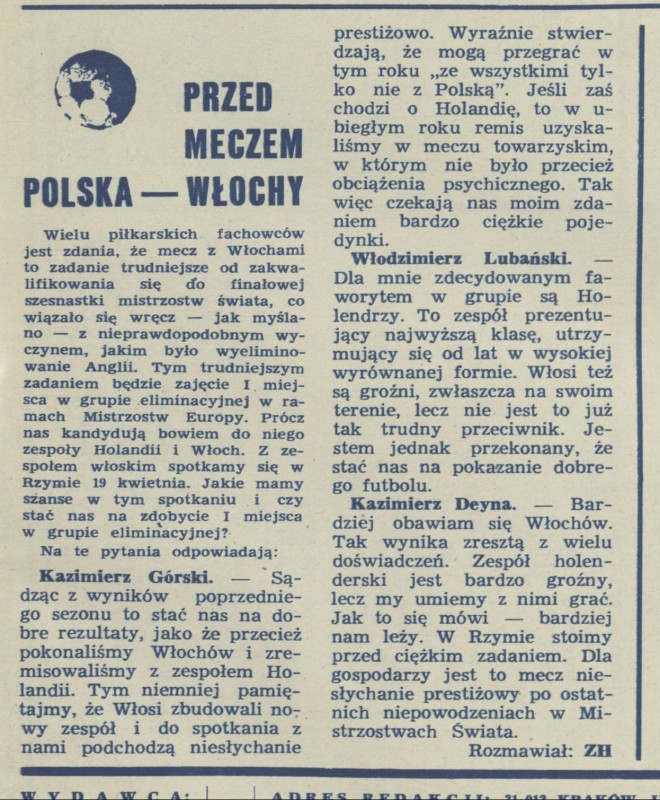 PRZED
MECZEM
POLSKA — WŁOCHY
Wielu piłkarskich fachowców
jest zdania, że mecz z Włochami
to zadanie trudniejsze od zakwa-
lifikowania się do finałowej
szesnastki mistrzostw świata, co
wiązało się wręcz — jak myśla-
no — z nieprawdopodobnym wy-
czynem, jakim było wyelimino-
wanie Anglii. Tym trudniejszym
zadaniem będzie zajęcie I miej-
sca w grupie eliminacyjnej w ra-
mach Mistrzostw Europy. Prócz
nas kandydują bowiem do niego
zespoły Holandii i Włoch. Z ze-
społem włoskim spotkamy się w
Rzymie 19 kwietnia. Jakie mamy
szanse w tym spotkaniu i czy
stać nas na zdobycie I miejsca
w grupie eliminacyjnej?
Na te pytania odpowiadają:
Kazimierz Górski. — Są-
dząc z wyników poprzednie-
go sezonu to stać nas na do-
bre rezultaty, jako że przecież
pokonaliśmy Włochów i zre-
misowaliśmy z zespołem Ho-
landii. Tym niemniej pamię-
tajmy, że Włosi zbudowali no-
wy zespół i do spotkania z
nami podchodzą niesłychanie
prestiżowo. Wyraźnie stwier-
dzają, że mogą przegrać w
tym roku „ze wszystkimi tyl-
ko nie z Polską”. Jeśli zaś
chodzi o Holandię, to w u-
biegłym roku remis uzyska-
liśmy w meczu towarzyskim,
w którym nie było przecież
obciążenia psychicznego. Tak
więc czekają nas moim zda-
niem bardzo ciężkie poje-
dynki.
Włodzimierz Lubański. —
Dla mnie zdecydowanym fa-
worytem w grupie są Ho-
lendrzy. To zespół prezentu-
jący najwyższą klasę, utrzy-
mujący się od lat w wysokiej
wyrównanej formie. Włosi też
są groźni, zwłaszcza na swoim
terenie, lecz nie jest to już
tak trudny przeciwnik. Je-
stem jednak przekonany, że
stać nas na pokazanie dobre-
go futbolu.
Kazimierz Deyna. — Bar-
dziej obawiam się Włochów.
Tak wynika zresztą z wielu
doświadczeń. Zespół holen-
derski jest bardzo groźny,
lecz my umiemy z nimi grać.
Jak to się mówi — bardziej
nam leży. W Rzymie stoimy
przed ciężkim zadaniem. Dla
gospodarzy jest to mecz nie-
słychanie prestiżowy po ostat-
nich niepowodzeniach w Mi-
strzostwach Świata.
Rozmawiał: ZH
WYDAWCA: ADRES REDAKCJI: 31-012 KRAKÓW